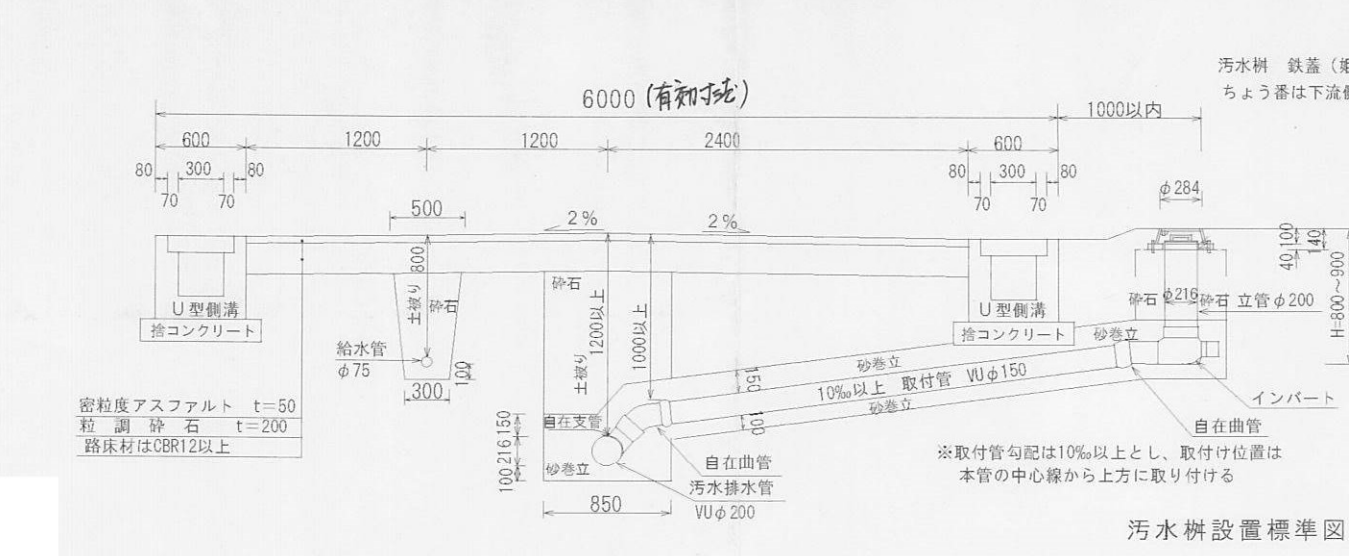 汚水桝 鉄蓋
ちょう番は下流
6000 (有効寸法)
1000以内
600
1200
1200
2400
600
80
300
80
70
70
80
300
80
70
70
φ284
500
2%
2%
800
土被り
砕石
砕石
土被り
1200以上
1000以上
U型側溝
捨コンクリート
U型側溝
捨コンクリート
100
140
40
H=800~900
砕石
φ216
砕石
立管φ200
給水管
φ75
100
300
砂巻立
150
10‰以上 取付管 VUφ150
砂巻立
100
密粒度アスファルト t=50
粒調砕石 t=200
路床材はCBR12以上
自在支管
150
216
100
砂巻立
砂巻立
850
自在曲管
汚水排水管
VUφ200
インバート
自在曲管
※取付管勾配は10‰以上とし、取付け位置は
本管の中心線から上方に取り付ける
汚水桝設置標準図